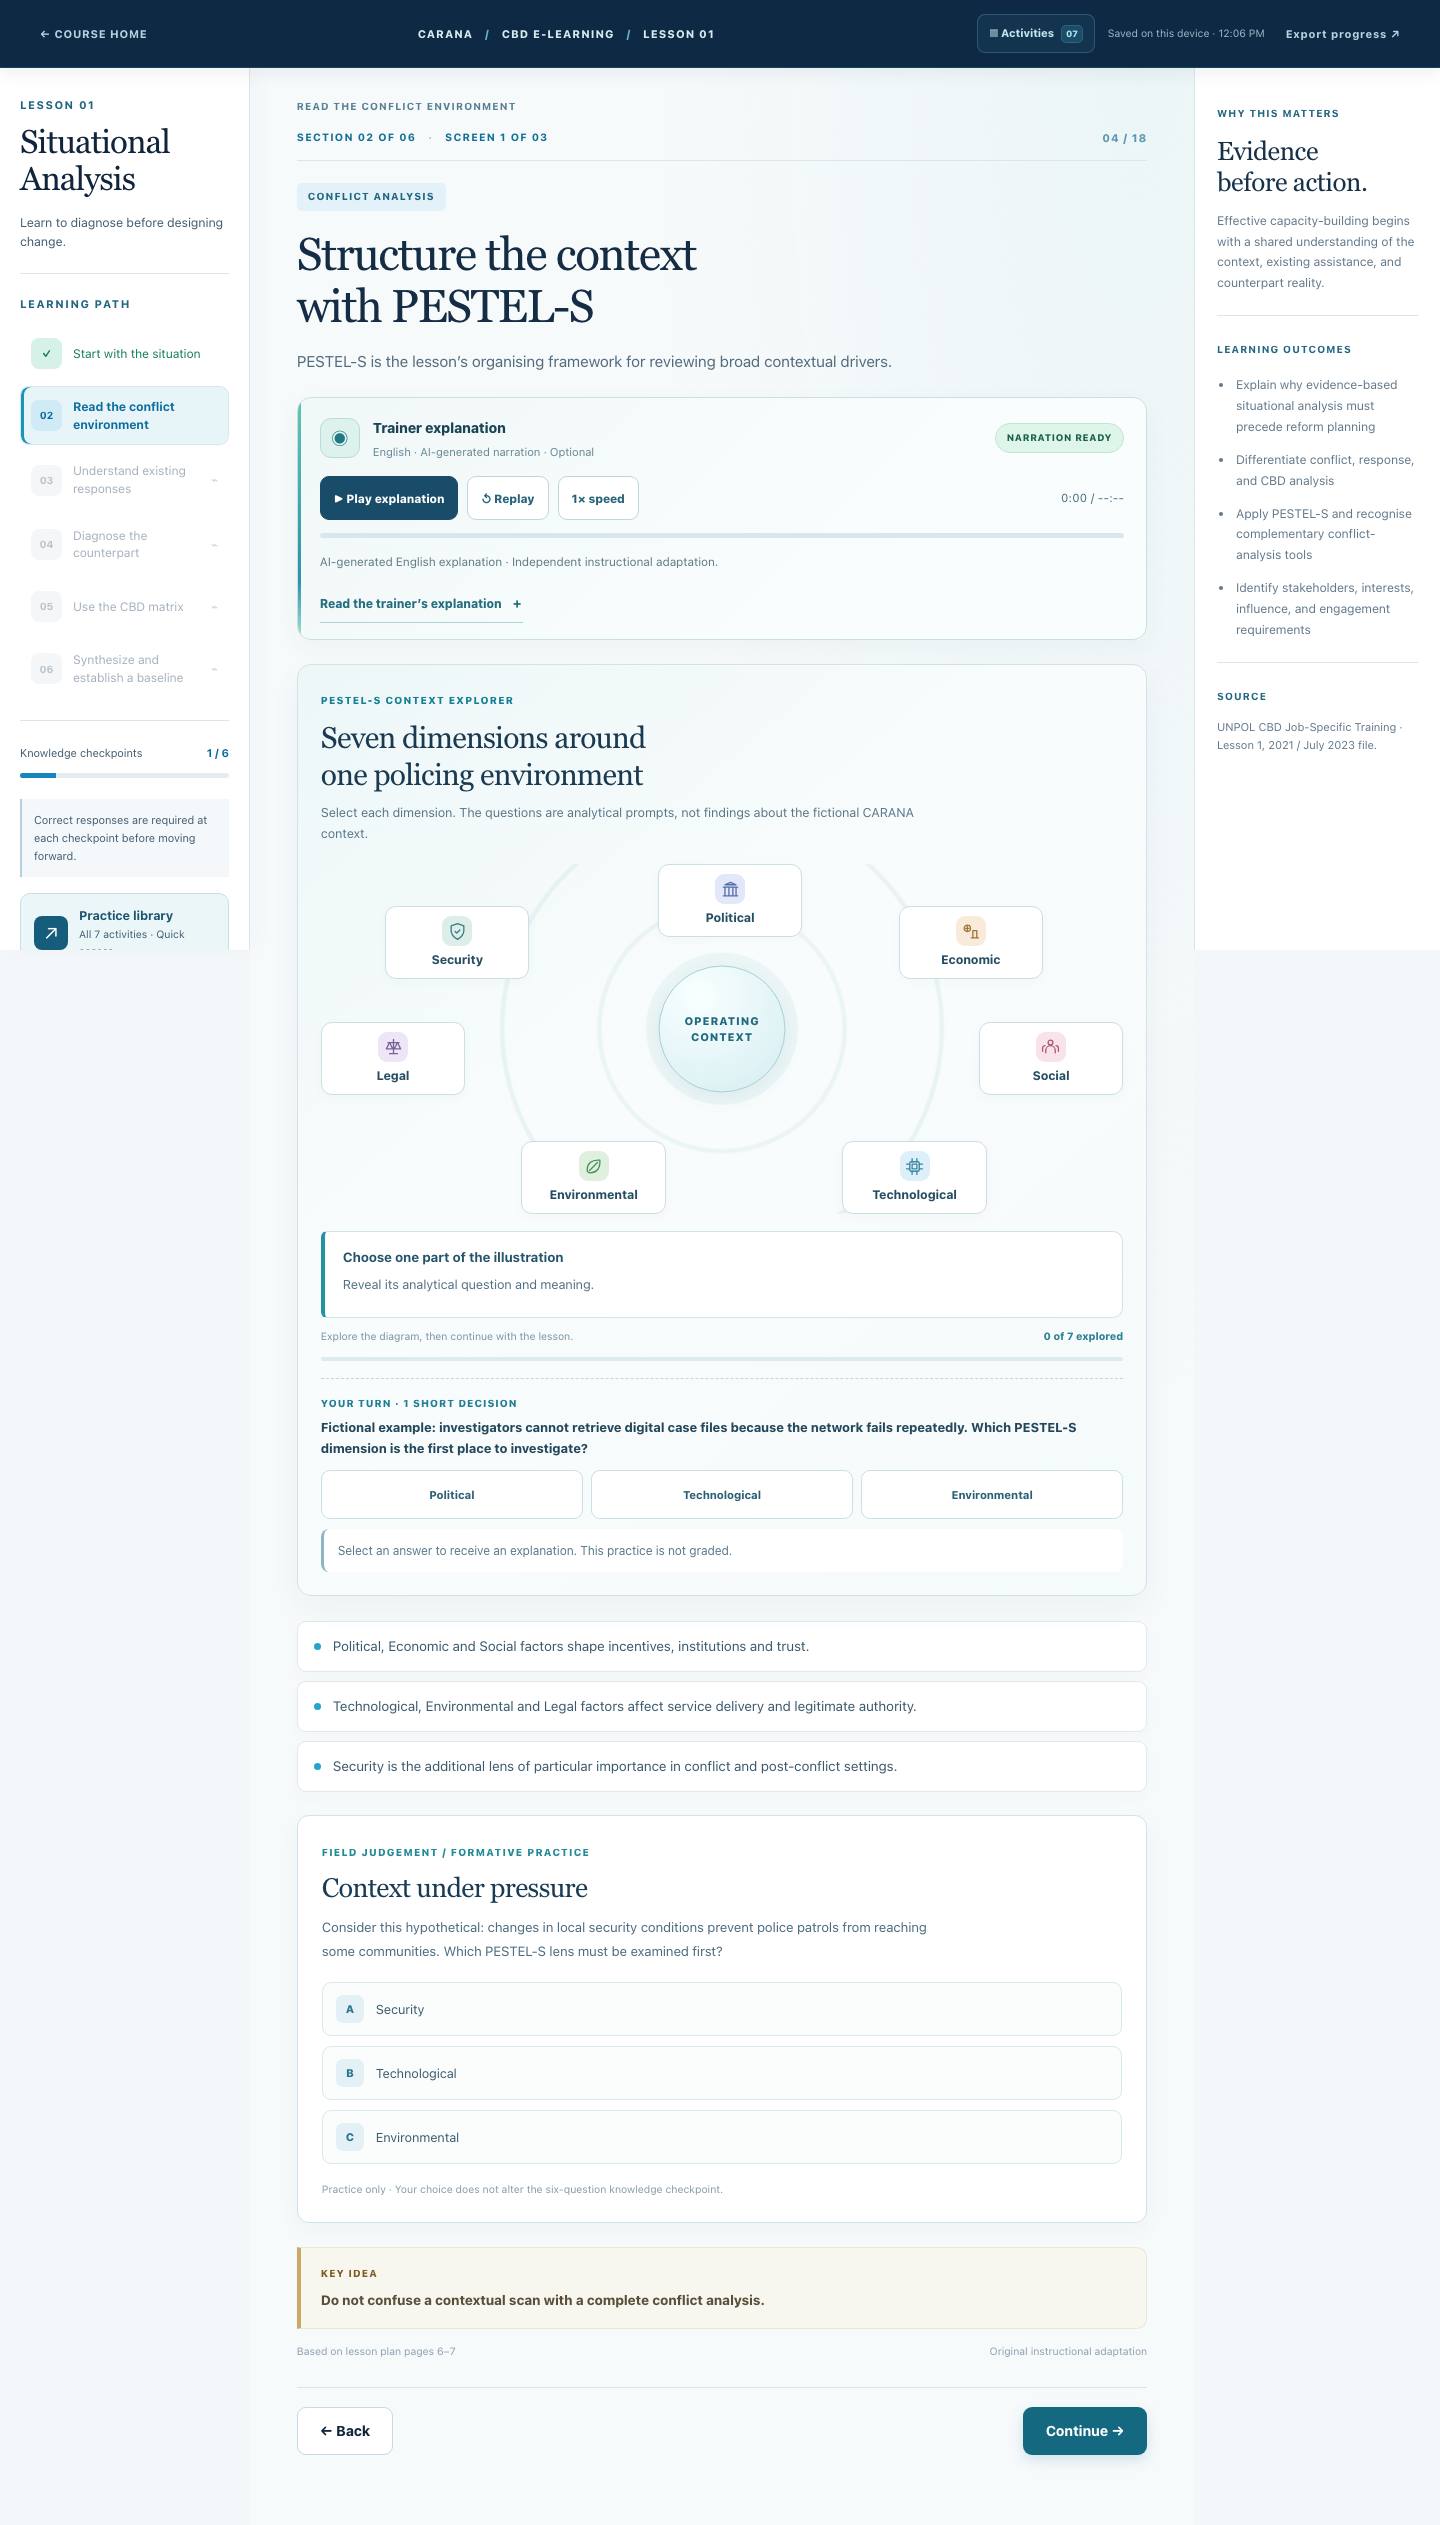 ← COURSE HOME
CARANA / CBD E-LEARNING / LESSON 01
Activities 07
Saved on this device · 12:06 PM
Export progress ↗
LESSON 01
Situational
Analysis
Learn to diagnose before designing
change.
LEARNING PATH
✓ Start with the situation
02 Read the conflict
environment
03 Understand existing
responses
04 Diagnose the
counterpart
05 Use the CBD matrix
06 Synthesize and
establish a baseline
Knowledge checkpoints 1 / 6
Correct responses are required at
each checkpoint before moving
forward.
Practice library
All 7 activities · Quick
READ THE CONFLICT ENVIRONMENT
SECTION 02 OF 06 · SCREEN 1 OF 03
04 / 18
CONFLICT ANALYSIS
Structure the context
with PESTEL-S
PESTEL-S is the lesson’s organising framework for reviewing broad contextual drivers.
Trainer explanation
English · AI-generated narration · Optional
NARRATION READY
▶ Play explanation
↺ Replay
1× speed
0:00 / --:--
AI-generated English explanation · Independent instructional adaptation.
Read the trainer’s explanation +
PESTEL-S CONTEXT EXPLORER
Seven dimensions around
one policing environment
Select each dimension. The questions are analytical prompts, not findings about the fictional CARANA
context.
Political
Security
Economic
OPERATING
CONTEXT
Legal
Social
Environmental
Technological
Choose one part of the illustration
Reveal its analytical question and meaning.
Explore the diagram, then continue with the lesson.
0 of 7 explored
YOUR TURN · 1 SHORT DECISION
Fictional example: investigators cannot retrieve digital case files because the network fails repeatedly. Which PESTEL-S
dimension is the first place to investigate?
Political
Technological
Environmental
Select an answer to receive an explanation. This practice is not graded.
Political, Economic and Social factors shape incentives, institutions and trust.
Technological, Environmental and Legal factors affect service delivery and legitimate authority.
Security is the additional lens of particular importance in conflict and post-conflict settings.
FIELD JUDGEMENT / FORMATIVE PRACTICE
Context under pressure
Consider this hypothetical: changes in local security conditions prevent police patrols from reaching
some communities. Which PESTEL-S lens must be examined first?
A Security
B Technological
C Environmental
Practice only · Your choice does not alter the six-question knowledge checkpoint.
KEY IDEA
Do not confuse a contextual scan with a complete conflict analysis.
Based on lesson plan pages 6–7
Original instructional adaptation
← Back
Continue →
WHY THIS MATTERS
Evidence
before action.
Effective capacity-building begins
with a shared understanding of the
context, existing assistance, and
counterpart reality.
LEARNING OUTCOMES
• Explain why evidence-based
situational analysis must
precede reform planning
• Differentiate conflict, response,
and CBD analysis
• Apply PESTEL-S and recognise
complementary conflict-
analysis tools
• Identify stakeholders, interests,
influence, and engagement
requirements
SOURCE
UNPOL CBD Job-Specific Training ·
Lesson 1, 2021 / July 2023 file.